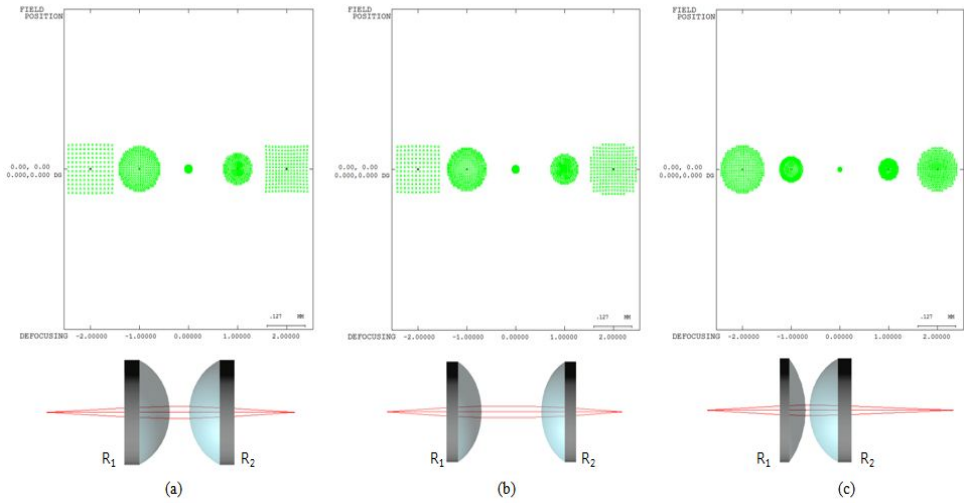 FIELD
POSITION
0.00, 0.00
0.000,0.000 DG
.127 MM
DEFOCUSING -2.00000 -1.00000 0.00000 1.00000 2.00000
R1 R2
(a)
FIELD
POSITION
0.00, 0.00
0.000,0.000 DG
.127 MM
DEFOCUSING -2.00000 -1.00000 0.00000 1.00000 2.00000
R1 R2
(b)
FIELD
POSITION
0.00, 0.00
0.000,0.000 DG
.127 MM
DEFOCUSING -2.00000 -1.00000 0.00000 1.00000 2.00000
R1 R2
(c)